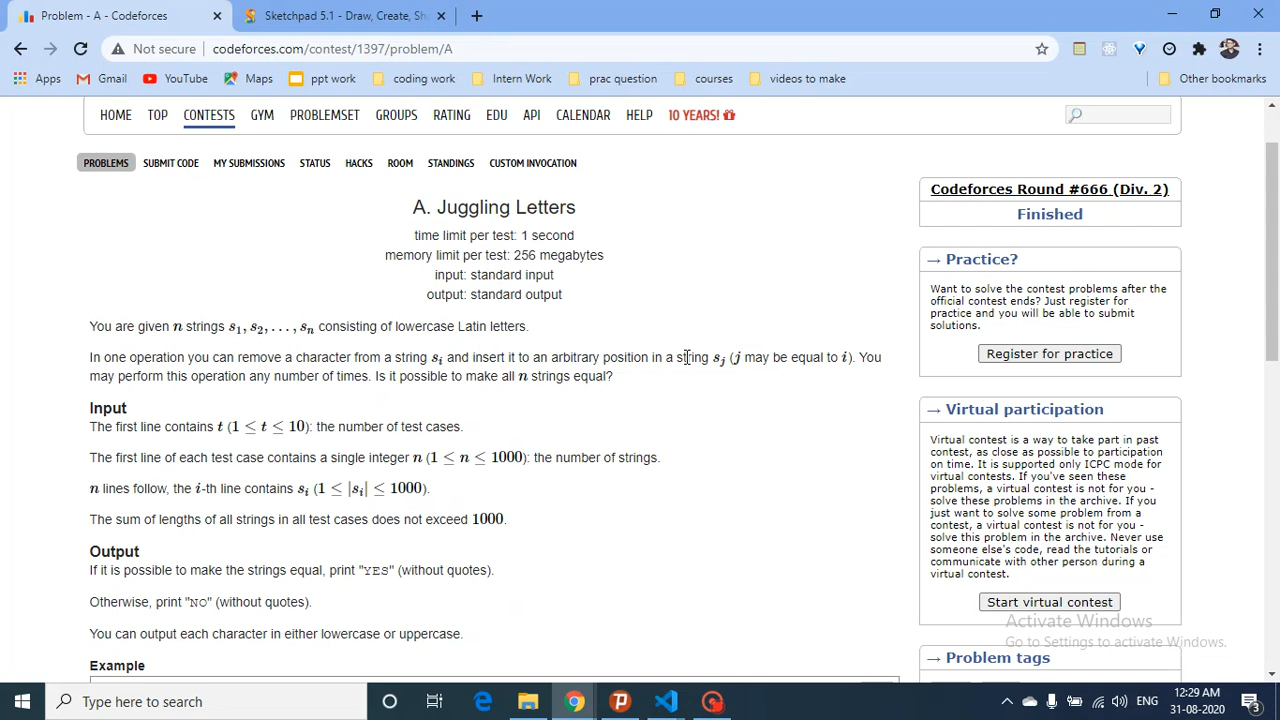 Problem - A - Codeforces
Sketchpad 5.1 - Draw, Create, Sh
Not secure codeforces.com/contest/1397/problem/A
Apps Gmail YouTube Maps ppt work coding work Intern Work prac question courses videos to make Other bookmarks
HOME TOP CONTESTS GYM PROBLEMSET GROUPS RATING EDU API CALENDAR HELP 10 YEARS!
PROBLEMS SUBMIT CODE MY SUBMISSIONS STATUS HACKS ROOM STANDINGS CUSTOM INVOCATION
A. Juggling Letters
time limit per test: 1 second
memory limit per test: 256 megabytes
input: standard input
output: standard output
You are given n strings s1, s2, …, sn consisting of lowercase Latin letters.
In one operation you can remove a character from a string si and insert it to an arbitrary position in a string sj (j may be equal to i). You
may perform this operation any number of times. Is it possible to make all n strings equal?
Input
The first line contains t (1 ≤ t ≤ 10): the number of test cases.
The first line of each test case contains a single integer n (1 ≤ n ≤ 1000): the number of strings.
n lines follow, the i-th line contains si (1 ≤ |si| ≤ 1000).
The sum of lengths of all strings in all test cases does not exceed 1000.
Output
If it is possible to make the strings equal, print "YES" (without quotes).
Otherwise, print "NO" (without quotes).
You can output each character in either lowercase or uppercase.
Example
Codeforces Round #666 (Div. 2)
Finished
→ Practice?
Want to solve the contest problems after the
official contest ends? Just register for
practice and you will be able to submit
solutions.
Register for practice
→ Virtual participation
Virtual contest is a way to take part in past
contest, as close as possible to participation
on time. It is supported only ICPC mode for
virtual contests. If you've seen these
problems, a virtual contest is not for you -
solve these problems in the archive. If you
just want to solve some problem from a
contest, a virtual contest is not for you -
solve this problem in the archive. Never use
someone else's code, read the tutorials or
communicate with other person during a
virtual contest.
Start virtual contest
Activate Windows
Go to Settings to activate Windows.
→ Problem tags
Type here to search
ENG
12:29 AM
31-08-2020
3